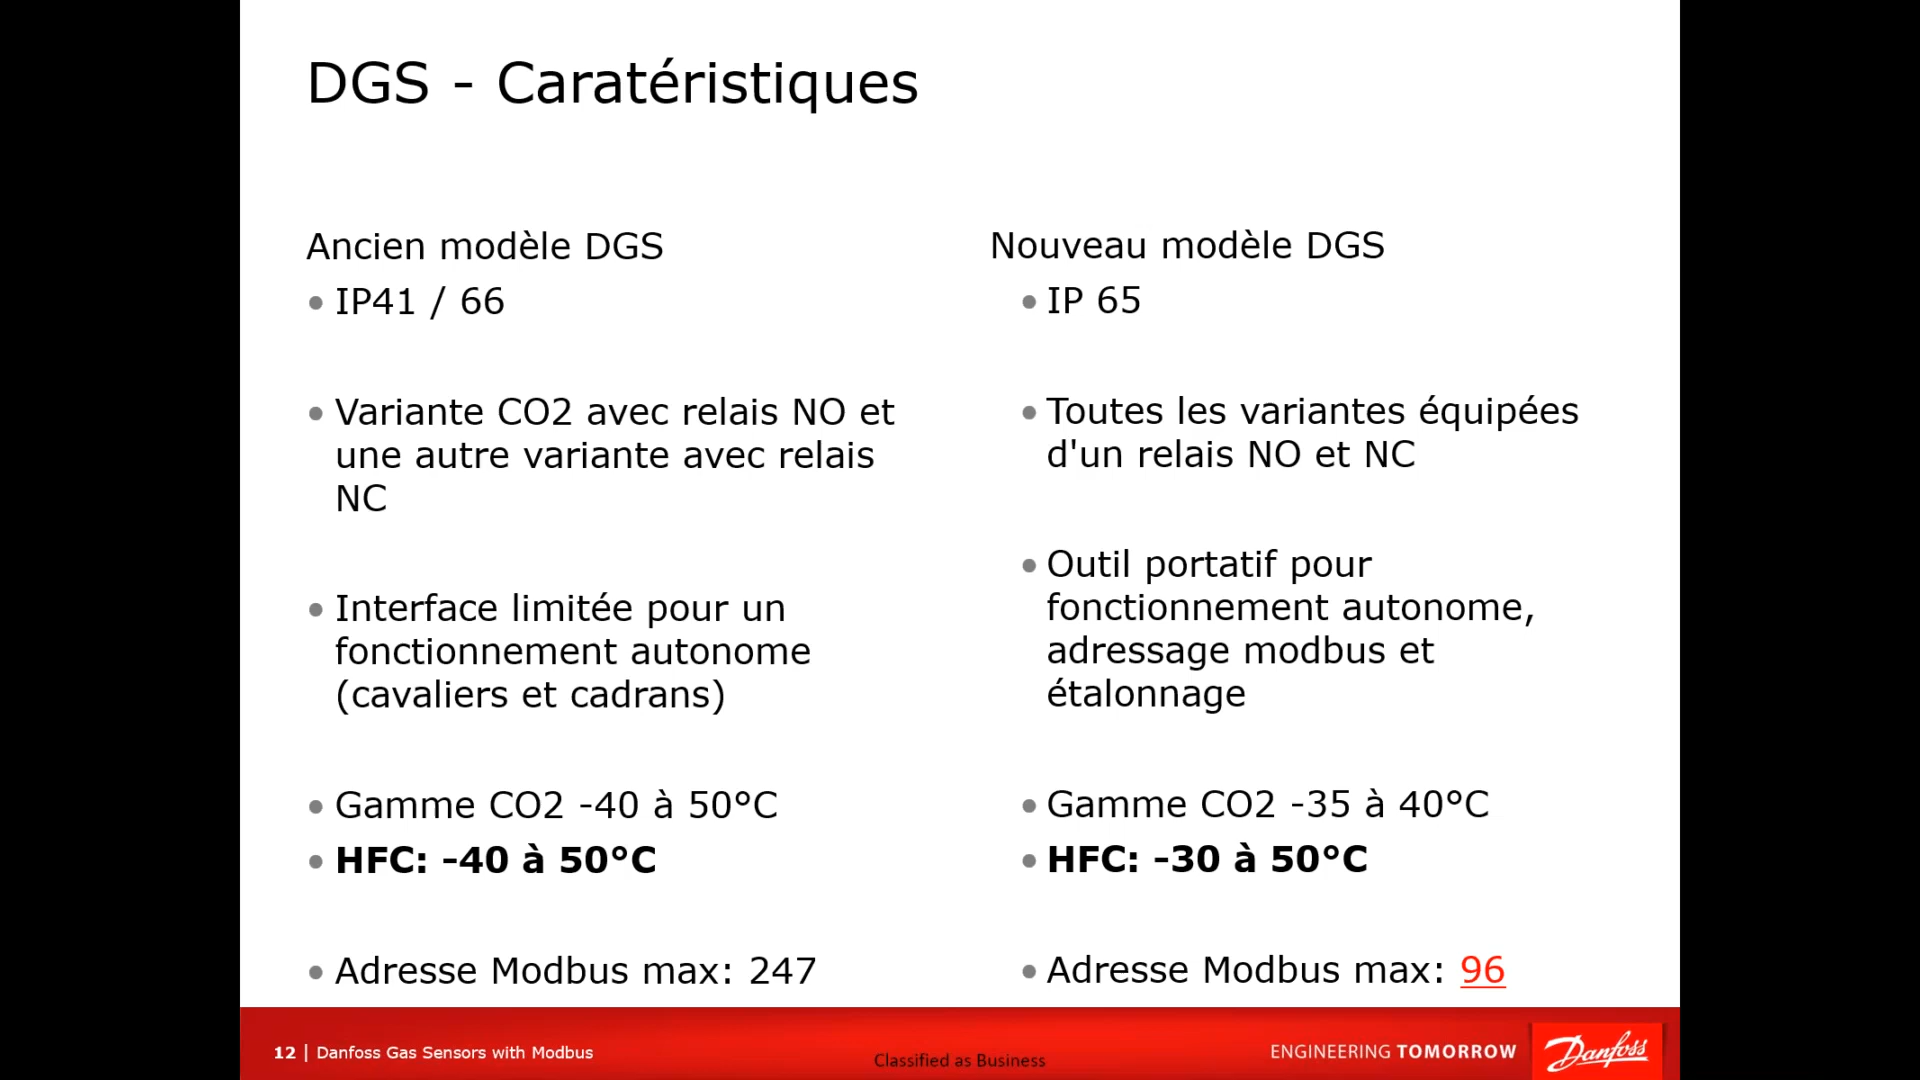 DGS - Caratéristiques
Ancien modèle DGS
• IP41 / 66
• Variante CO2 avec relais NO et
une autre variante avec relais
NC
• Interface limitée pour un
fonctionnement autonome
(cavaliers et cadrans)
• Gamme CO2 -40 à 50°C
• HFC: -40 à 50°C
• Adresse Modbus max: 247
Nouveau modèle DGS
• IP 65
• Toutes les variantes équipées
d'un relais NO et NC
• Outil portatif pour
fonctionnement autonome,
adressage modbus et
étalonnage
• Gamme CO2 -35 à 40°C
• HFC: -30 à 50°C
• Adresse Modbus max: 96
12 | Danfoss Gas Sensors with Modbus
Classified as Business
ENGINEERING TOMORROW
Danfoss